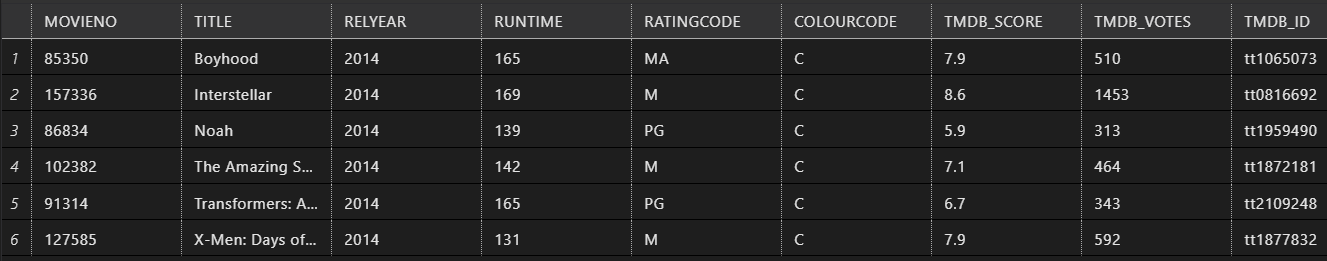 MOVIENO TITLE RELYEAR RUNTIME RATINGCODE COLOURCODE TMDB_SCORE TMDB_VOTES TMDB_ID
1 85350 Boyhood 2014 165 MA C 7.9 510 tt1065073
2 157336 Interstellar 2014 169 M C 8.6 1453 tt0816692
3 86834 Noah 2014 139 PG C 5.9 313 tt1959490
4 102382 The Amazing S... 2014 142 M C 7.1 464 tt1872181
5 91314 Transformers: A... 2014 165 PG C 6.7 343 tt2109248
6 127585 X-Men: Days of... 2014 131 M C 7.9 592 tt1877832